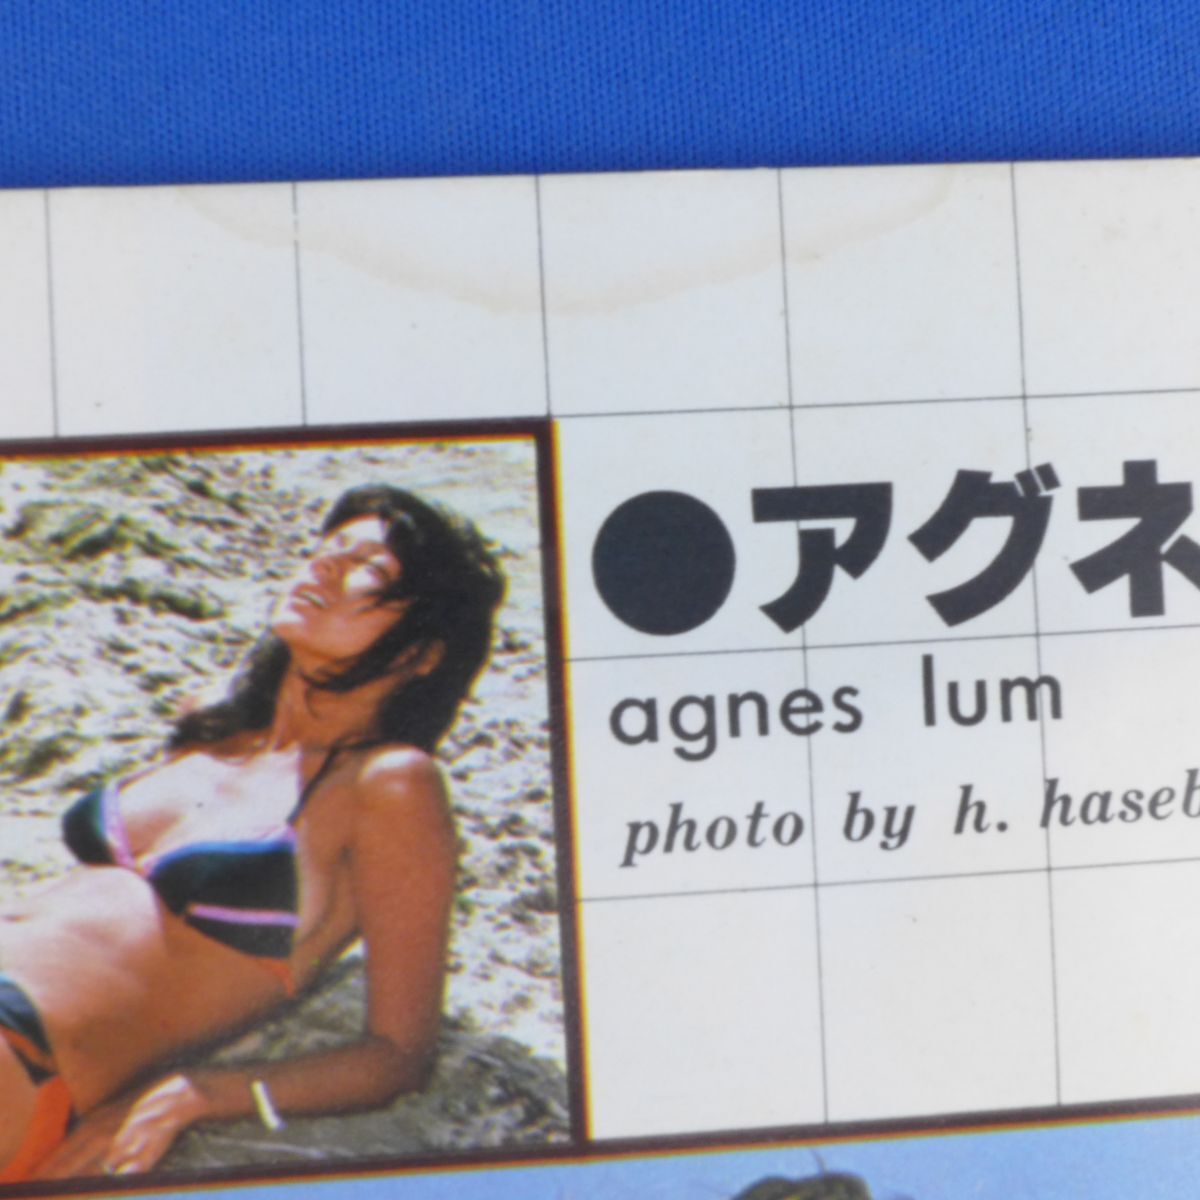 ●アグネ
agnes lum
photo by h. haseb